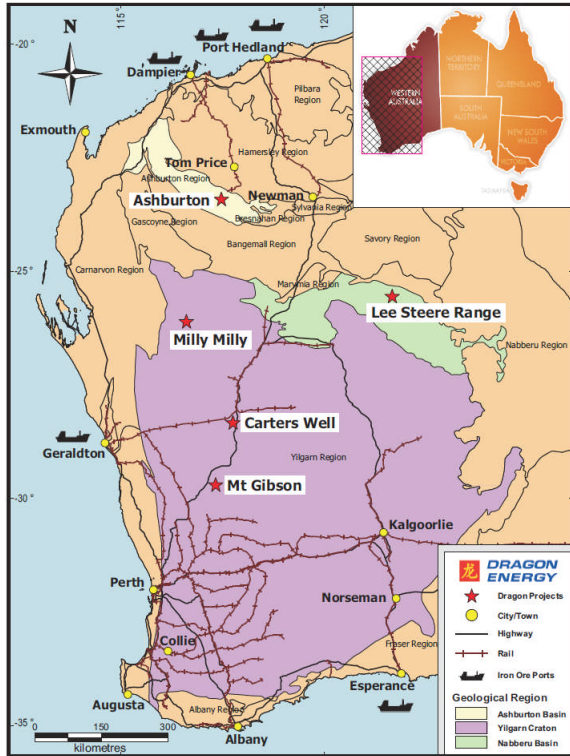 115°
120°
-20°
N
Port Hedland
Dampier
Pilbara
Region
Exmouth
Hamersley Region
Tom Price
Ashburton Region
Ashburton
Newman
Sylvania Region
Bresnahan Region
Gascoyne Region
Bangemall Region
Savory Region
Carnarvon Region
-25°
Marymia Region
Lee Steere Range
Milly Milly
Nabberu Region
Carters Well
Geraldton
Yilgarn Region
Mt Gibson
-30°
Kalgoorlie
Perth
Norseman
Collie
Fraser Region
Esperance
Augusta
Albany Region
-35°
Albany
0 150 300
kilometres
WESTERN
AUSTRALIA
NORTHERN
TERRITORY
QUEENSLAND
SOUTH
AUSTRALIA
NEW SOUTH
WALES
VICTORIA
TASMANIA
龙
DRAGON
ENERGY
Dragon Projects
City/Town
Highway
Rail
Iron Ore Ports
Geological Region
Ashburton Basin
Yilgarn Craton
Nabberu Basin